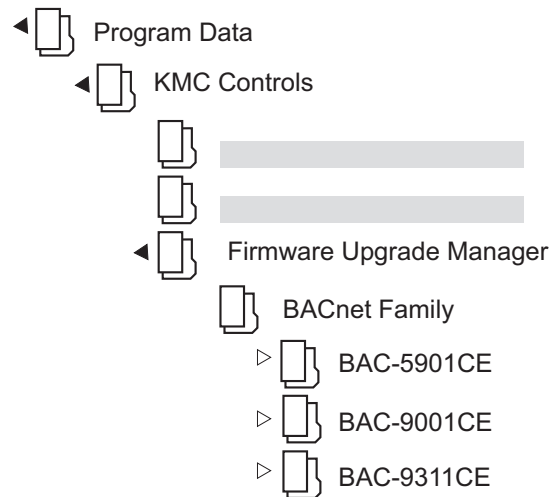 Program Data
KMC Controls
Firmware Upgrade Manager
BACnet Family
BAC-5901CE
BAC-9001CE
BAC-9311CE